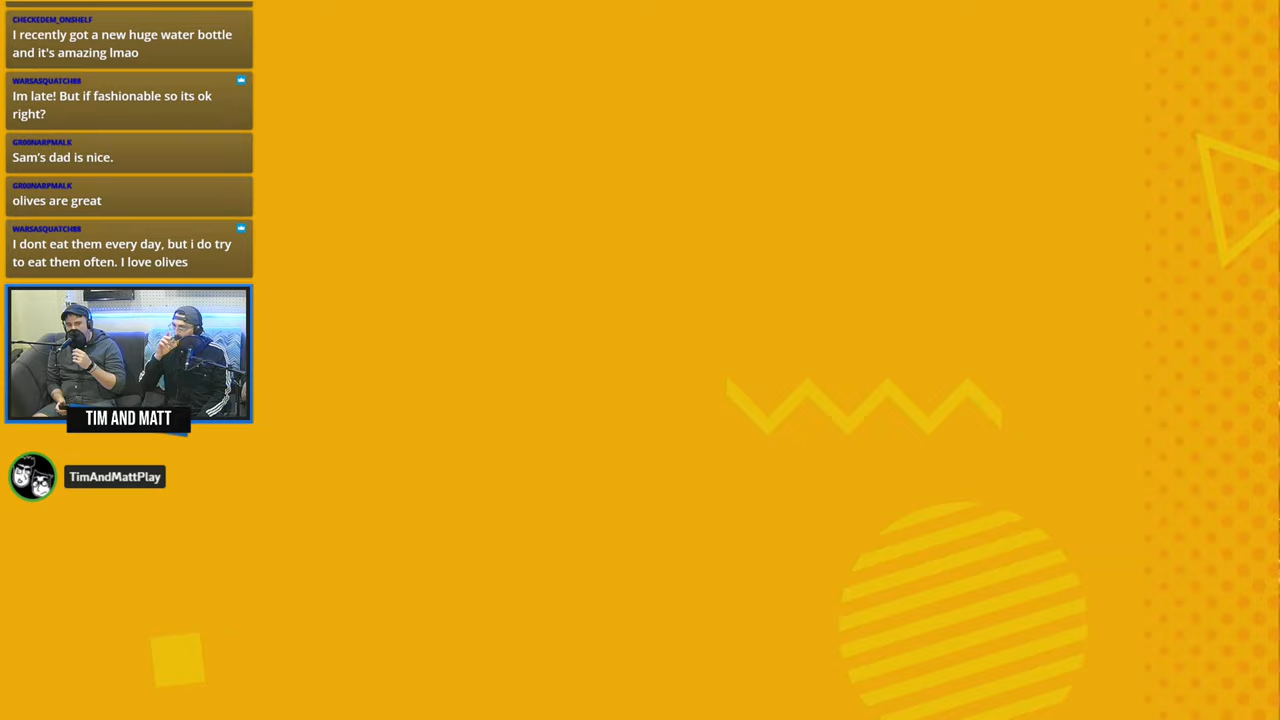 CHECKEDEM_ONSHELF
I recently got a new huge water bottle
and it's amazing lmao
WARSASQUATCH88
Im late! But if fashionable so its ok
right?
GR00NARPMALK
Sam's dad is nice.
GR00NARPMALK
olives are great
WARSASQUATCH88
I dont eat them every day, but i do try
to eat them often. I love olives
TIM AND MATT
TimAndMattPlay